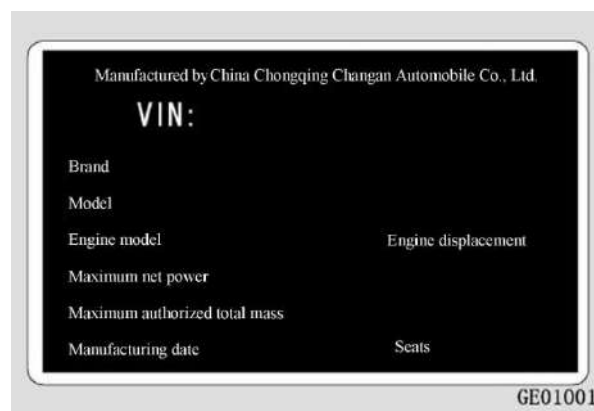 Manufactured by China Chongqing Changan Automobile Co., Ltd.
VIN:
Brand
Model
Engine model Engine displacement
Maximum net power
Maximum authorized total mass
Manufacturing date Seats
GE01001